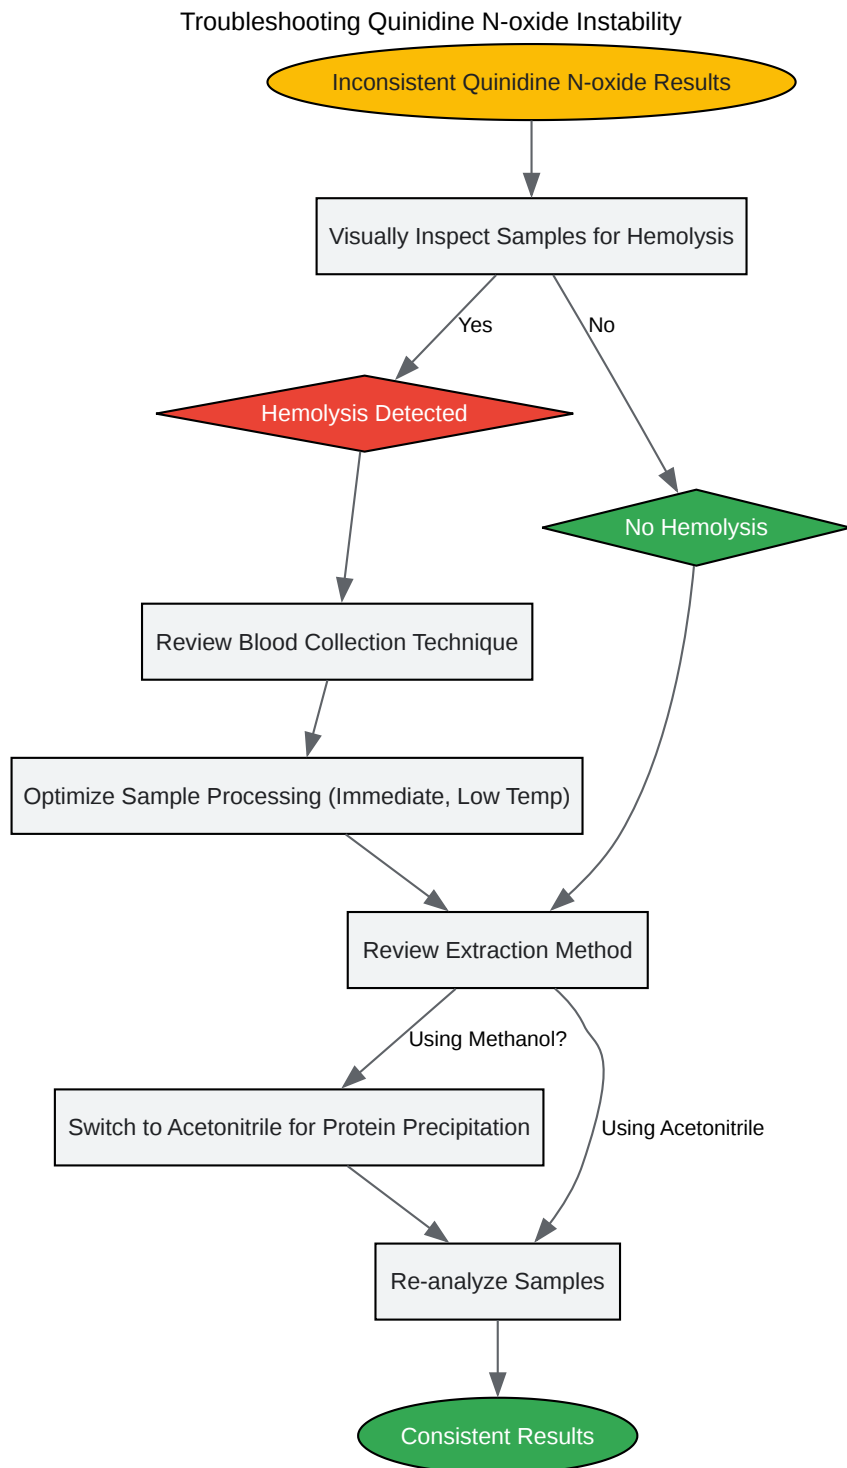 Troubleshooting Quinidine N-oxide Instability
Inconsistent Quinidine N-oxide Results
Visually Inspect Samples for Hemolysis
Yes
No
Hemolysis Detected
No Hemolysis
Review Blood Collection Technique
Optimize Sample Processing (Immediate, Low Temp)
Review Extraction Method
Using Methanol?
Switch to Acetonitrile for Protein Precipitation
Using Acetonitrile
Re-analyze Samples
Consistent Results